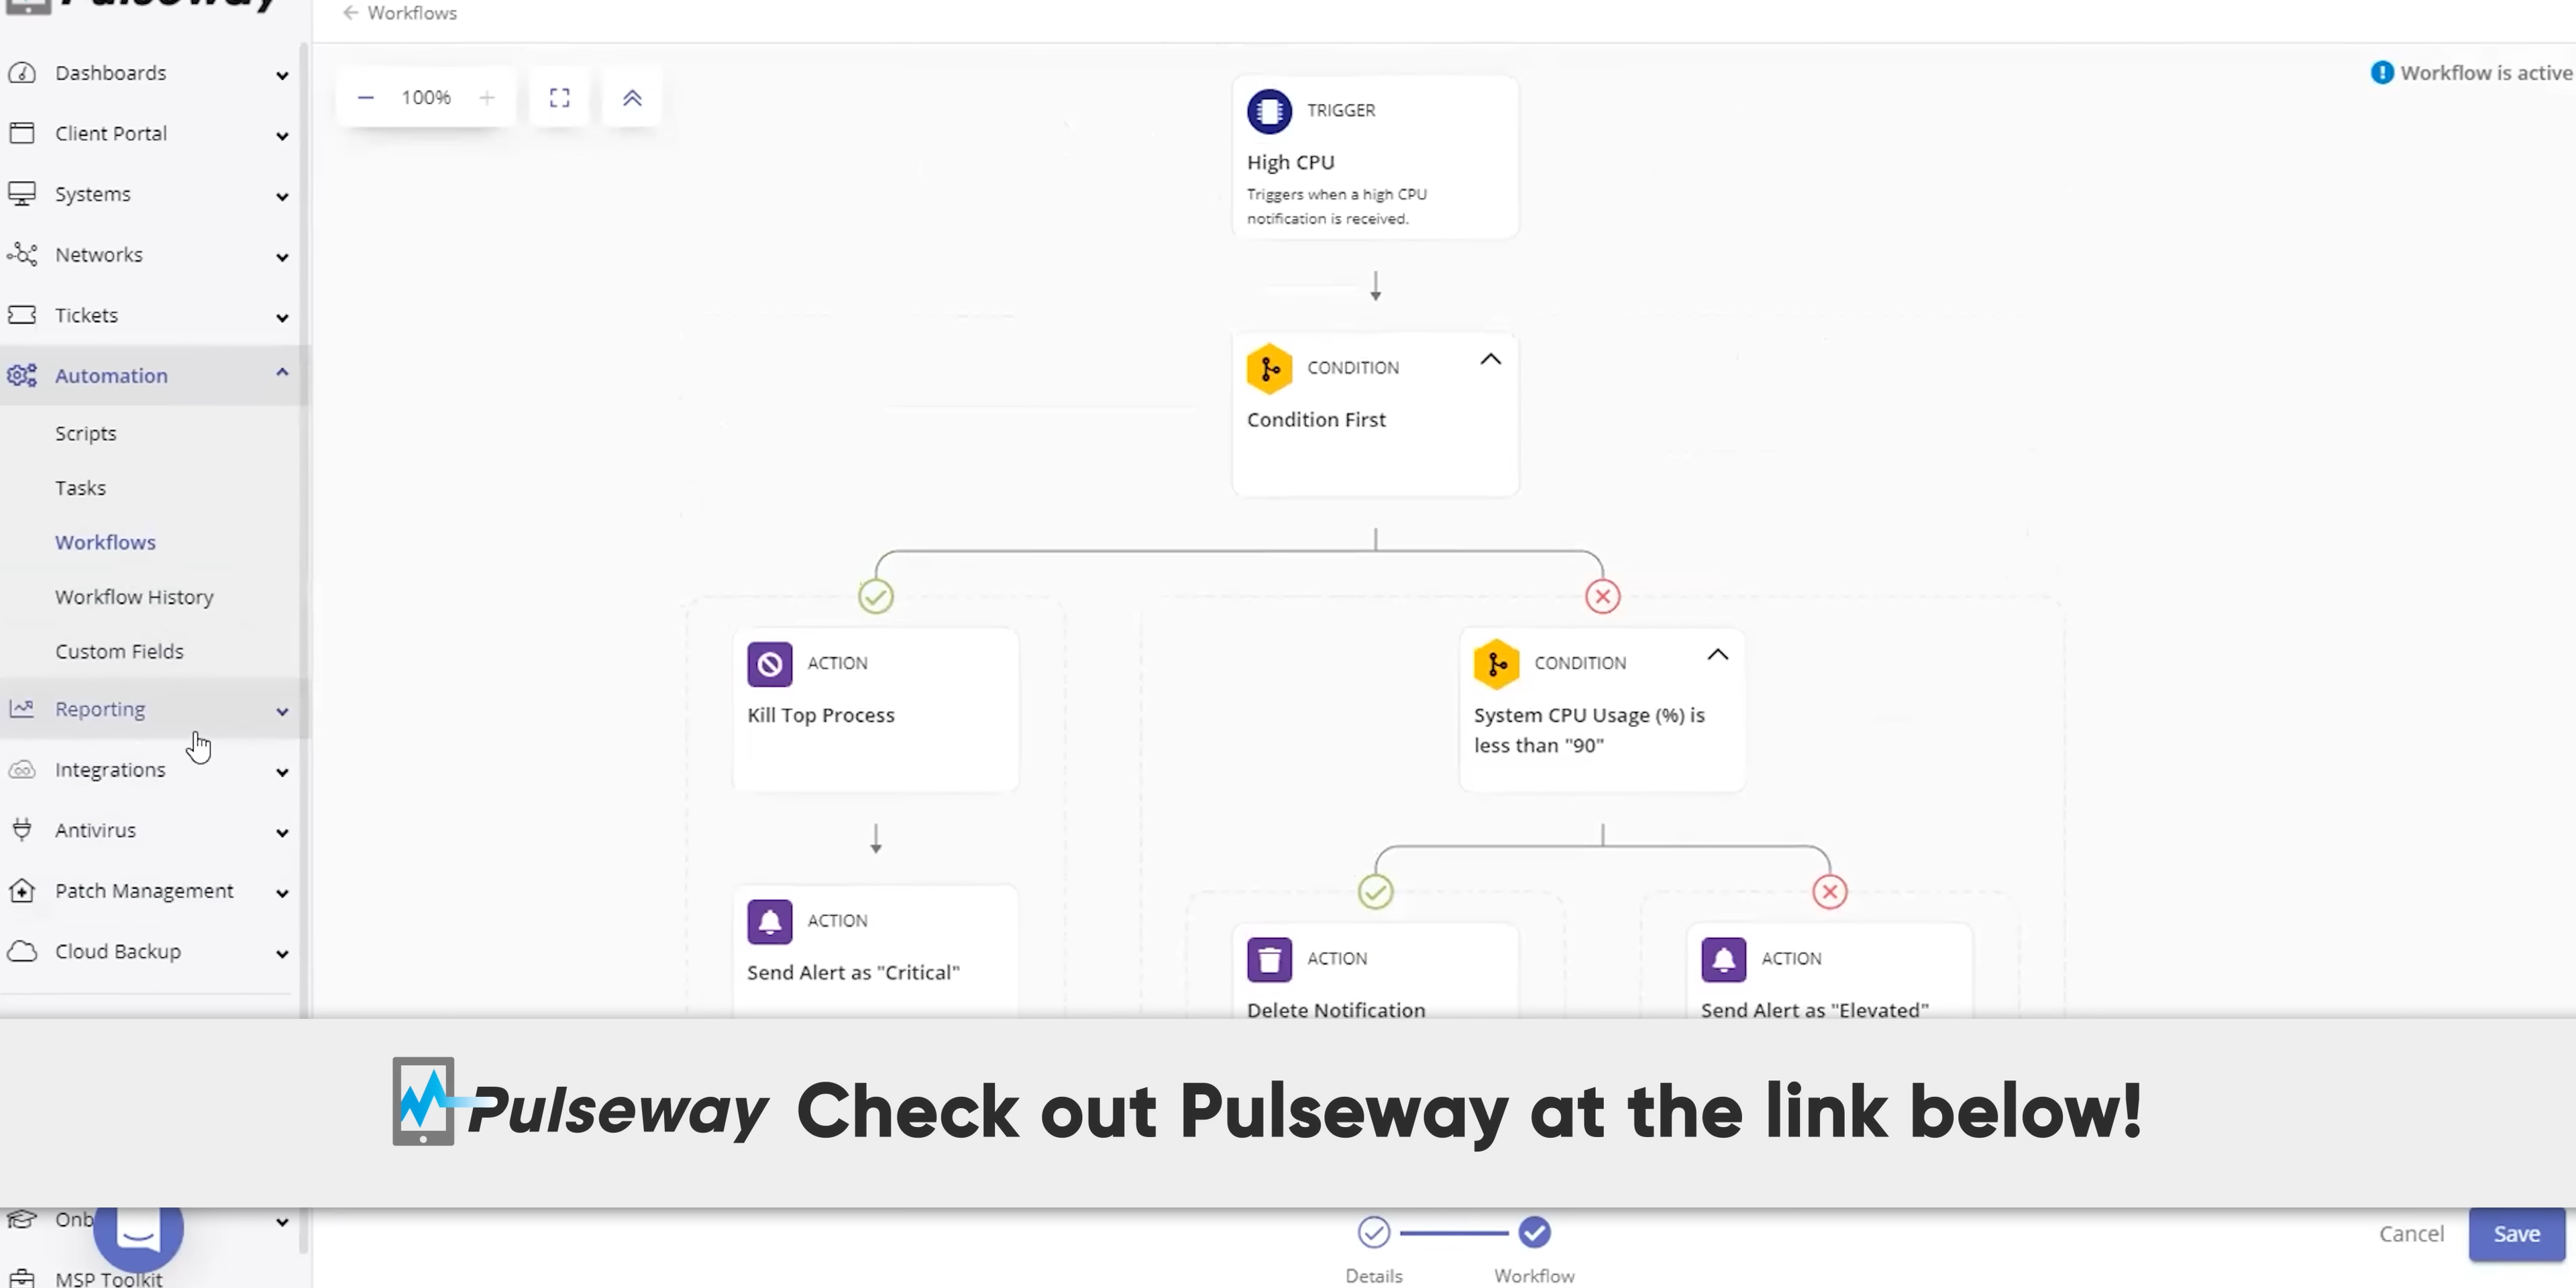 Pulseway
Workflows
Dashboards
Client Portal
Systems
Networks
Tickets
Automation
Scripts
Tasks
Workflows
Workflow History
Custom Fields
Reporting
Integrations
Antivirus
Patch Management
Cloud Backup
100%
Workflow is active
TRIGGER
High CPU
Triggers when a high CPU
notification is received.
CONDITION
Condition First
ACTION
Kill Top Process
ACTION
Send Alert as "Critical"
CONDITION
System CPU Usage (%) is
less than "90"
ACTION
Delete Notification
ACTION
Send Alert as "Elevated"
Pulseway Check out Pulseway at the link below!
Onb
MSP Toolkit
Details
Workflow
Cancel
Save